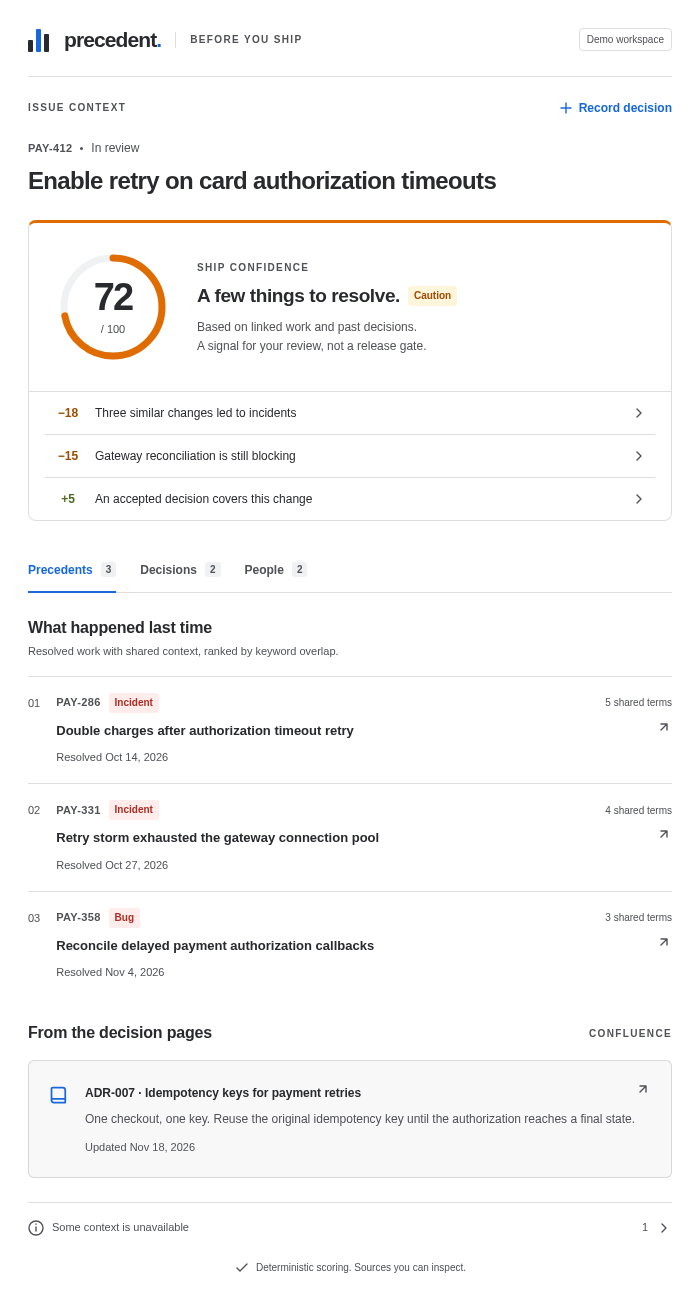 precedent.
BEFORE YOU SHIP
Demo workspace
ISSUE CONTEXT
Record decision
PAY-412 • In review
Enable retry on card authorization timeouts
72
/ 100
SHIP CONFIDENCE
A few things to resolve. Caution
Based on linked work and past decisions.
A signal for your review, not a release gate.
−18 Three similar changes led to incidents
−15 Gateway reconciliation is still blocking
+5 An accepted decision covers this change
Precedents 3 Decisions 2 People 2
What happened last time
Resolved work with shared context, ranked by keyword overlap.
01 PAY-286 Incident 5 shared terms
Double charges after authorization timeout retry
Resolved Oct 14, 2026
02 PAY-331 Incident 4 shared terms
Retry storm exhausted the gateway connection pool
Resolved Oct 27, 2026
03 PAY-358 Bug 3 shared terms
Reconcile delayed payment authorization callbacks
Resolved Nov 4, 2026
From the decision pages CONFLUENCE
ADR-007 · Idempotency keys for payment retries
One checkout, one key. Reuse the original idempotency key until the authorization reaches a final state.
Updated Nov 18, 2026
Some context is unavailable 1
Deterministic scoring. Sources you can inspect.